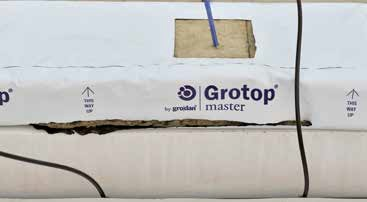 p®
THIS
WAY
UP
by grodan®
Grotop®
master
THIS
WAY
UP